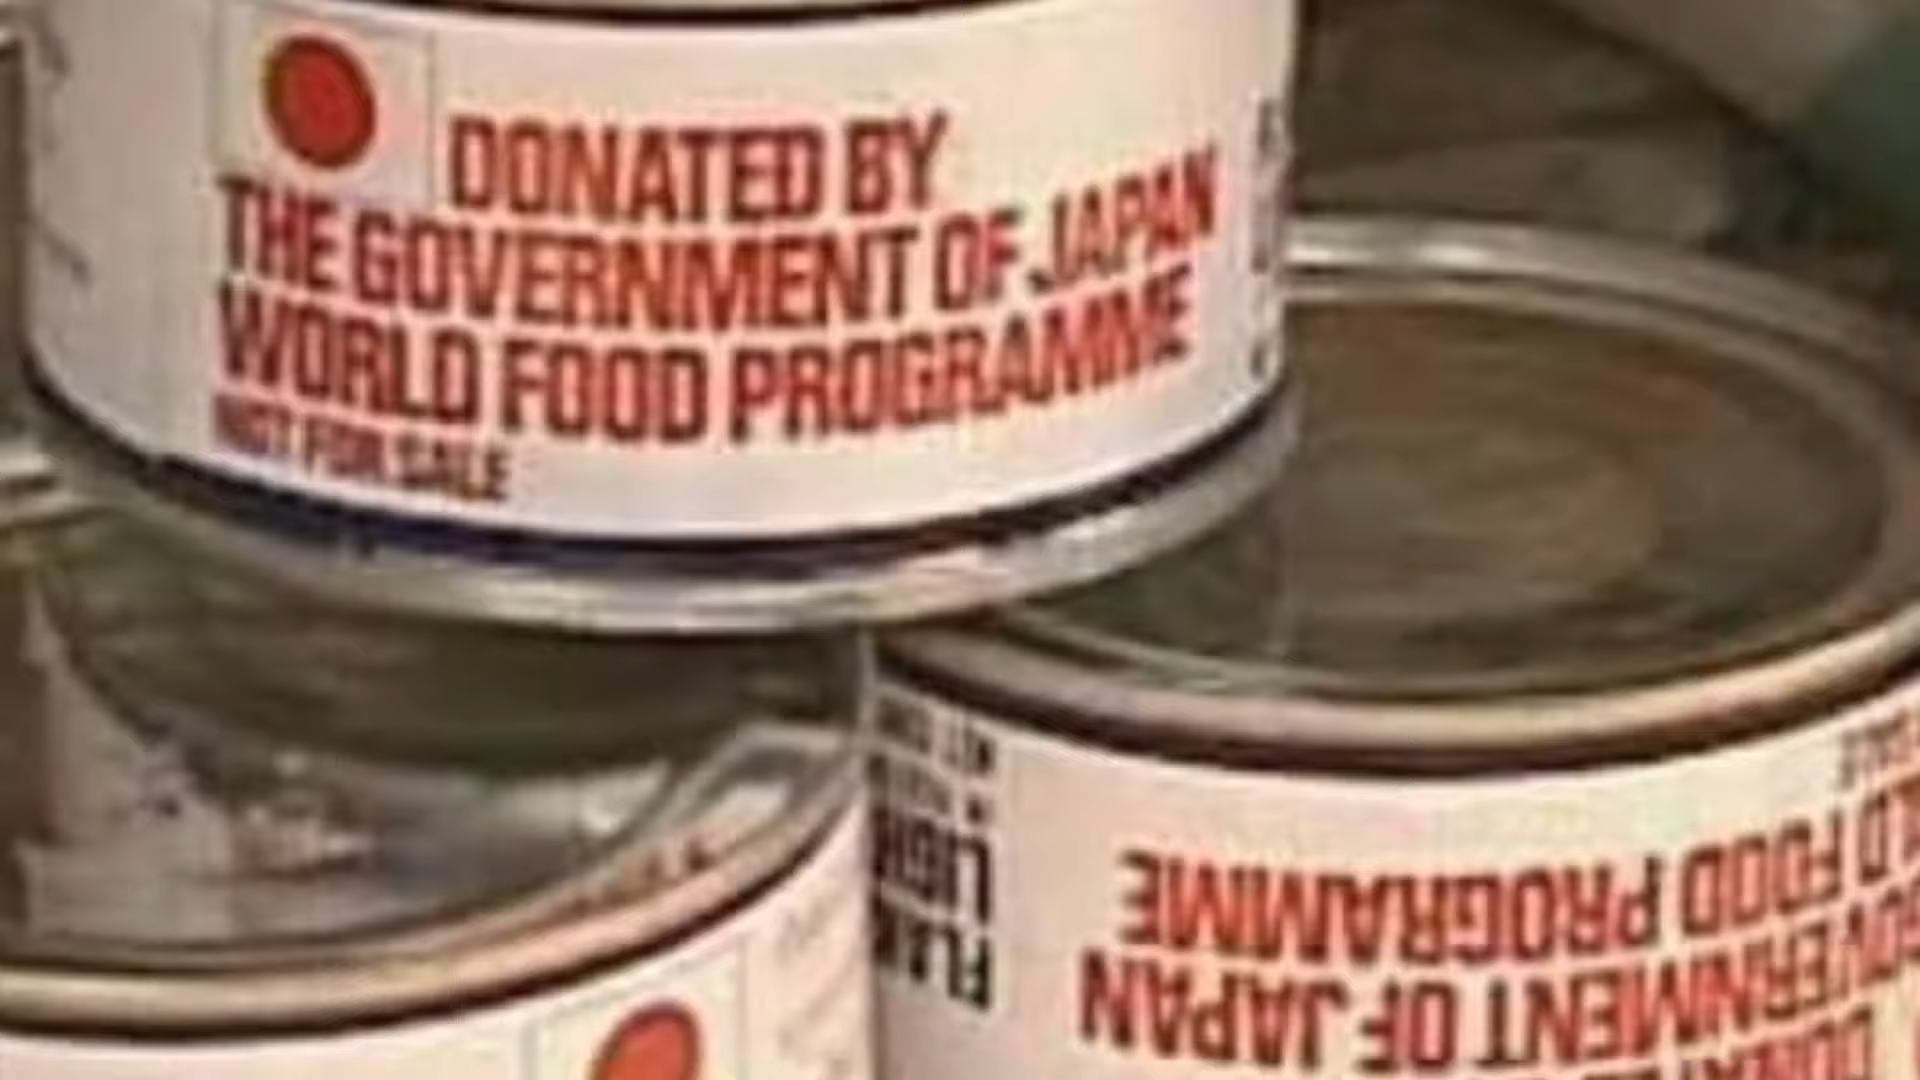 DONATED BY
THE GOVERNMENT OF JAPAN
WORLD FOOD PROGRAMME
NOT FOR SALE
FOOD PROGRAMME
GOVERNMENT OF JAPAN